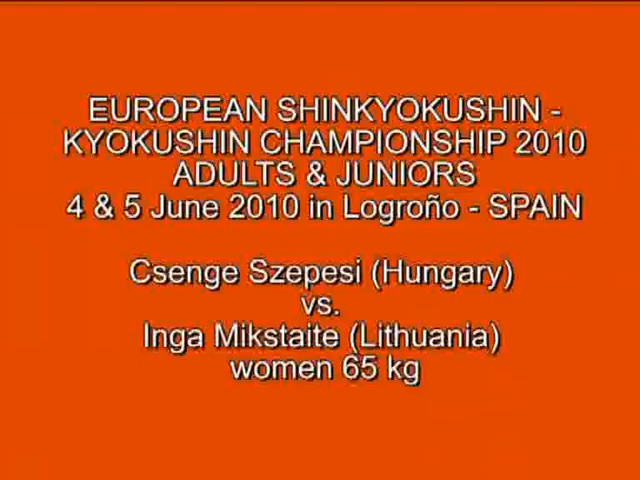 EUROPEAN SHINKYOKUSHIN -
KYOKUSHIN CHAMPIONSHIP 2010
ADULTS & JUNIORS
4 & 5 June 2010 in Logroño - SPAIN
Csenge Szepesi (Hungary)
vs.
Inga Mikstaite (Lithuania)
women 65 kg